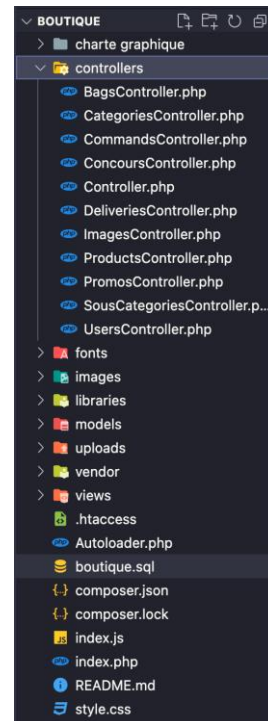 BOUTIQUE
charte graphique
controllers
BagsController.php
CategoriesController.php
CommandsController.php
ConcoursController.php
Controller.php
DeliveriesController.php
ImagesController.php
ProductsController.php
PromosController.php
SousCategoriesController.p...
UsersController.php
fonts
images
libraries
models
uploads
vendor
views
.htaccess
Autoloader.php
boutique.sql
composer.json
composer.lock
JS index.js
index.php
README.md
style.css